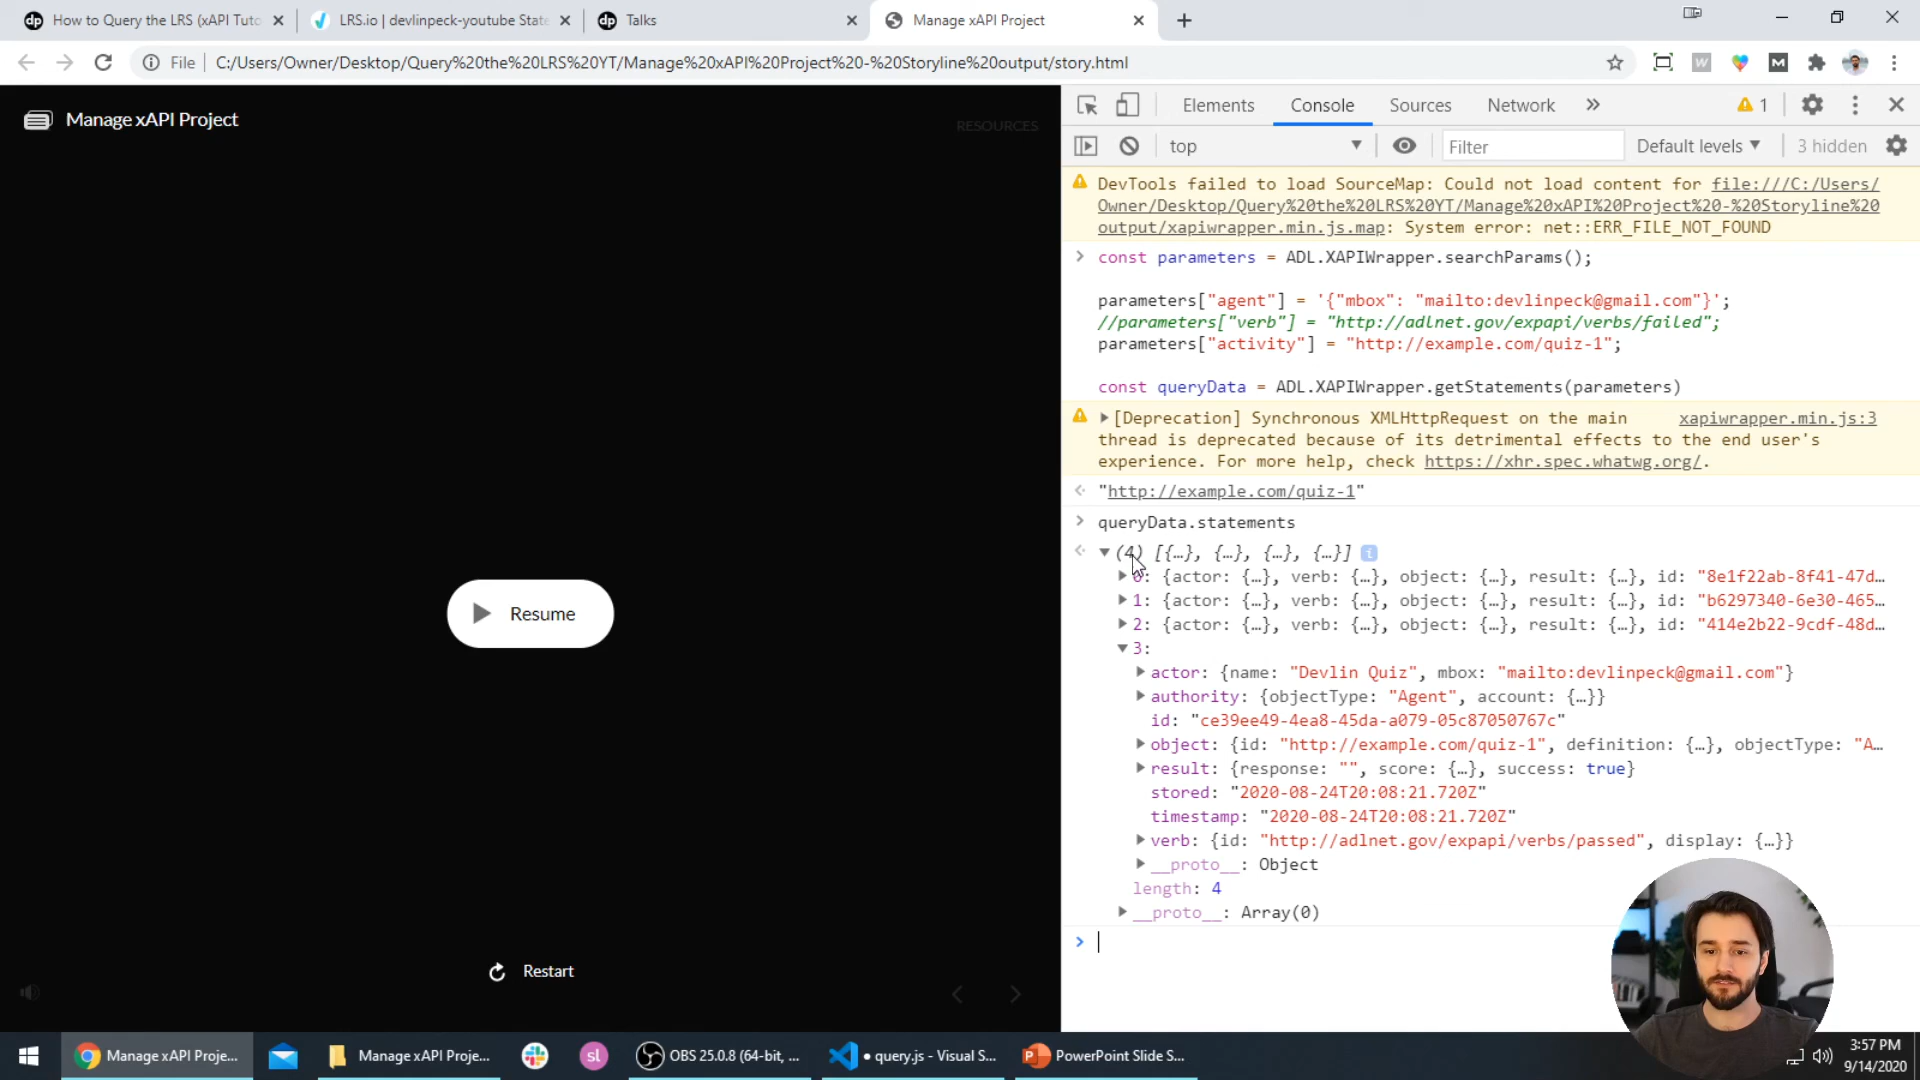 How to Query the LRS (xAPI Tuto
LRS.io | devlinpeck-youtube State
Talks
Manage xAPI Project
File
C:/Users/Owner/Desktop/Query%20the%20LRS%20YT/Manage%20xAPI%20Project%20-%20Storyline%20output/story.html
Manage xAPI Project
RESOURCES
Resume
Restart
Elements
Console
Sources
Network
1
top
Filter
Default levels
3 hidden
DevTools failed to load SourceMap: Could not load content for file:///C:/Users/
Owner/Desktop/Query%20the%20LRS%20YT/Manage%20xAPI%20Project%20-%20Storyline%20
output/xapiwrapper.min.js.map: System error: net::ERR_FILE_NOT_FOUND
const parameters = ADL.XAPIWrapper.searchParams();
parameters["agent"] = '{"mbox": "mailto:devlinpeck@gmail.com"}';
//parameters["verb"] = "http://adlnet.gov/expapi/verbs/failed";
parameters["activity"] = "http://example.com/quiz-1";
const queryData = ADL.XAPIWrapper.getStatements(parameters)
[Deprecation] Synchronous XMLHttpRequest on the main xapiwrapper.min.js:3
thread is deprecated because of its detrimental effects to the end user's
experience. For more help, check https://xhr.spec.whatwg.org/.
"http://example.com/quiz-1"
queryData.statements
(4) [{…}, {…}, {…}, {…}] i
0: {actor: {…}, verb: {…}, object: {…}, result: {…}, id: "8e1f22ab-8f41-47d…
1: {actor: {…}, verb: {…}, object: {…}, result: {…}, id: "b6297340-6e30-465…
2: {actor: {…}, verb: {…}, object: {…}, result: {…}, id: "414e2b22-9cdf-48d…
3:
actor: {name: "Devlin Quiz", mbox: "mailto:devlinpeck@gmail.com"}
authority: {objectType: "Agent", account: {…}}
id: "ce39ee49-4ea8-45da-a079-05c87050767c"
object: {id: "http://example.com/quiz-1", definition: {…}, objectType: "A…
result: {response: "", score: {…}, success: true}
stored: "2020-08-24T20:08:21.720Z"
timestamp: "2020-08-24T20:08:21.720Z"
verb: {id: "http://adlnet.gov/expapi/verbs/passed", display: {…}}
__proto__: Object
length: 4
__proto__: Array(0)
Manage xAPI Proje...
Manage xAPI Proje...
sl
OBS 25.0.8 (64-bit, ...
● query.js - Visual S...
PowerPoint Slide S...
3:57 PM
9/14/2020